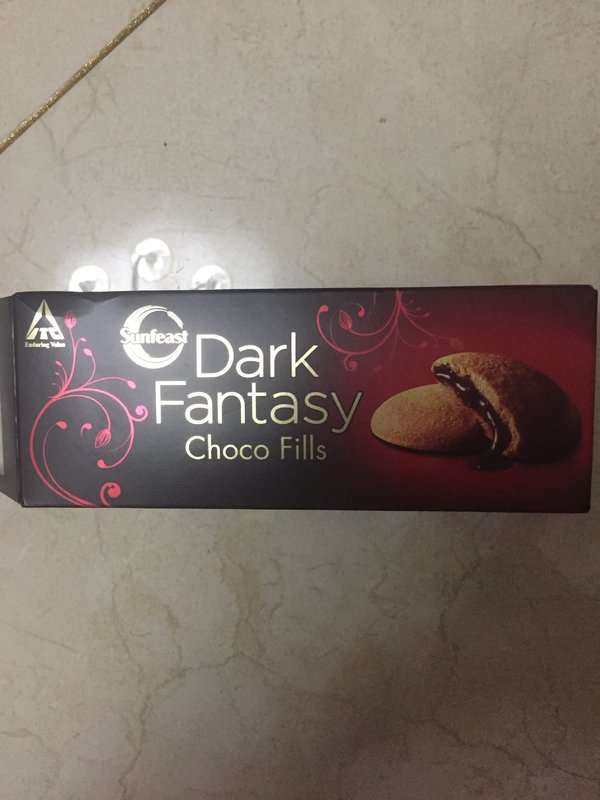 ITC
Enduring Value
Sunfeast
Dark
Fantasy
Choco Fills